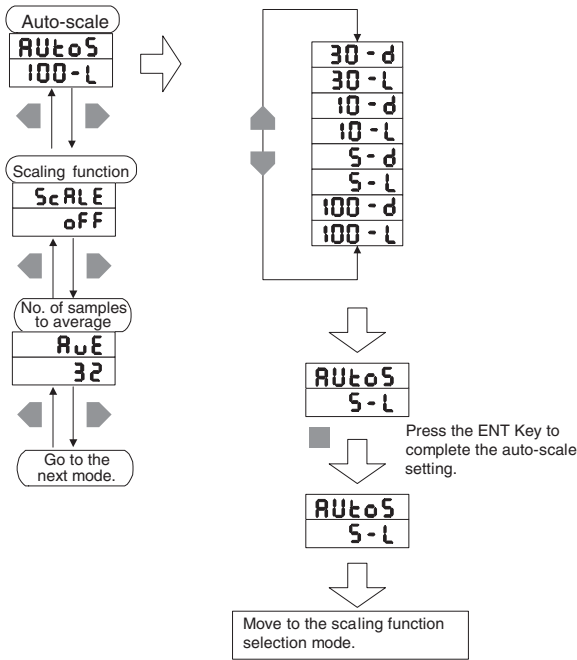 Auto-scale
AUtoS
100-L
Scaling function
ScALE
oFF
No. of samples
to average
AvE
32
Go to the
next mode.
30-d
30-L
10-d
10-L
5-d
5-L
100-d
100-L
AUtoS
5-L
Press the ENT Key to
complete the auto-scale
setting.
AUtoS
5-L
Move to the scaling function
selection mode.